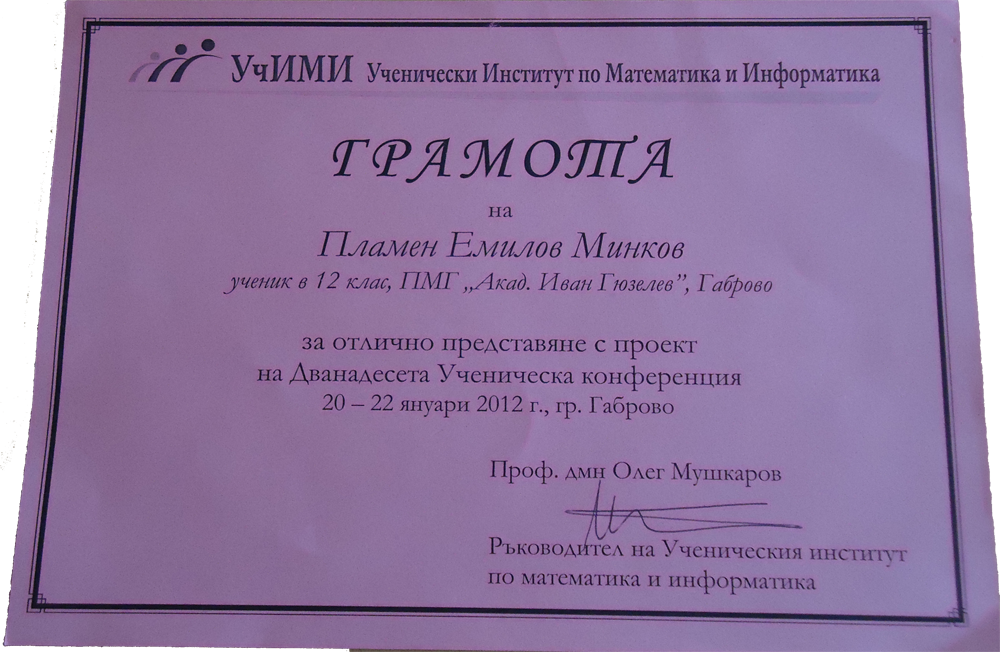 УчИМИ Ученически Институт по Математика и Информатика
ГРАМОТА
на
Пламен Емилов Минков
ученик в 12 клас, ПМГ „Акад. Иван Гюзелев”, Габрово
за отлично представяне с проект
на Дванадесета Ученическа конференция
20 – 22 януари 2012 г., гр. Габрово
Проф. дмн Олег Мушкаров
Ръководител на Ученическия институт
по математика и информатика